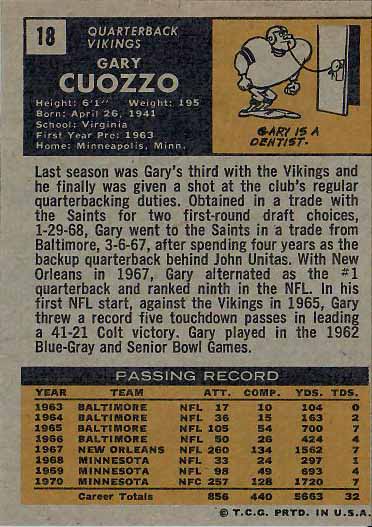 18
QUARTERBACK
VIKINGS
GARY
CUOZZO
Height: 6'1" Weight: 195
Born: April 26, 1941
School: Virginia
First Year Pro: 1963
Home: Minneapolis, Minn.
GARY IS A
DENTIST.
Last season was Gary's third with the Vikings and
he finally was given a shot at the club's regular
quarterbacking duties. Obtained in a trade with
the Saints for two first-round draft choices,
1-29-68, Gary went to the Saints in a trade from
Baltimore, 3-6-67, after spending four years as the
backup quarterback behind John Unitas. With New
Orleans in 1967, Gary alternated as the #1
quarterback and ranked ninth in the NFL. In his
first NFL start, against the Vikings in 1965, Gary
threw a record five touchdown passes in leading
a 41-21 Colt victory. Gary played in the 1962
Blue-Gray and Senior Bowl Games.
PASSING RECORD
YEAR TEAM ATT. COMP. YDS. TDS.
1963 BALTIMORE NFL 17 10 104 0
1964 BALTIMORE NFL 36 15 163 2
1965 BALTIMORE NFL 105 54 700 7
1966 BALTIMORE NFL 50 26 424 4
1967 NEW ORLEANS NFL 260 134 1562 7
1968 MINNESOTA NFL 33 24 297 1
1969 MINNESOTA NFL 98 49 693 4
1970 MINNESOTA NFC 257 128 1720 7
Career Totals 856 440 5663 32
© T.C.G. PRTD. IN U.S.A.